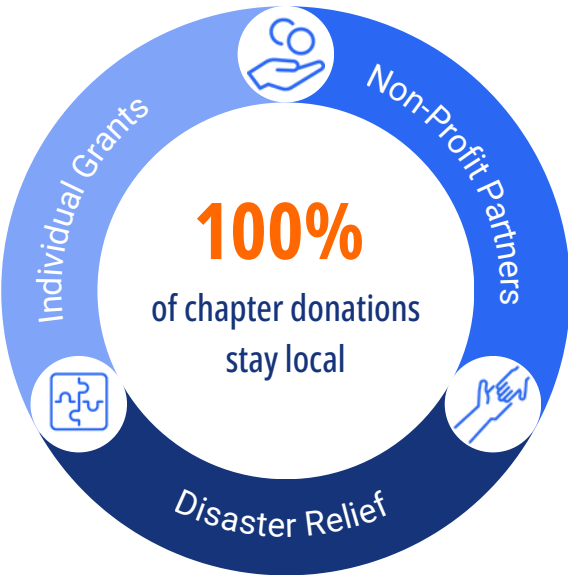 Individual Grants
Non-Profit Partners
100%
of chapter donations
stay local
Disaster Relief